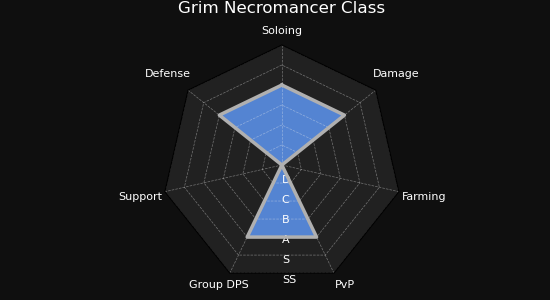 Grim Necromancer Class
Soloing
Defense
Damage
Support
Farming
L
C
B
A
S
SS
Group DPS
PvP